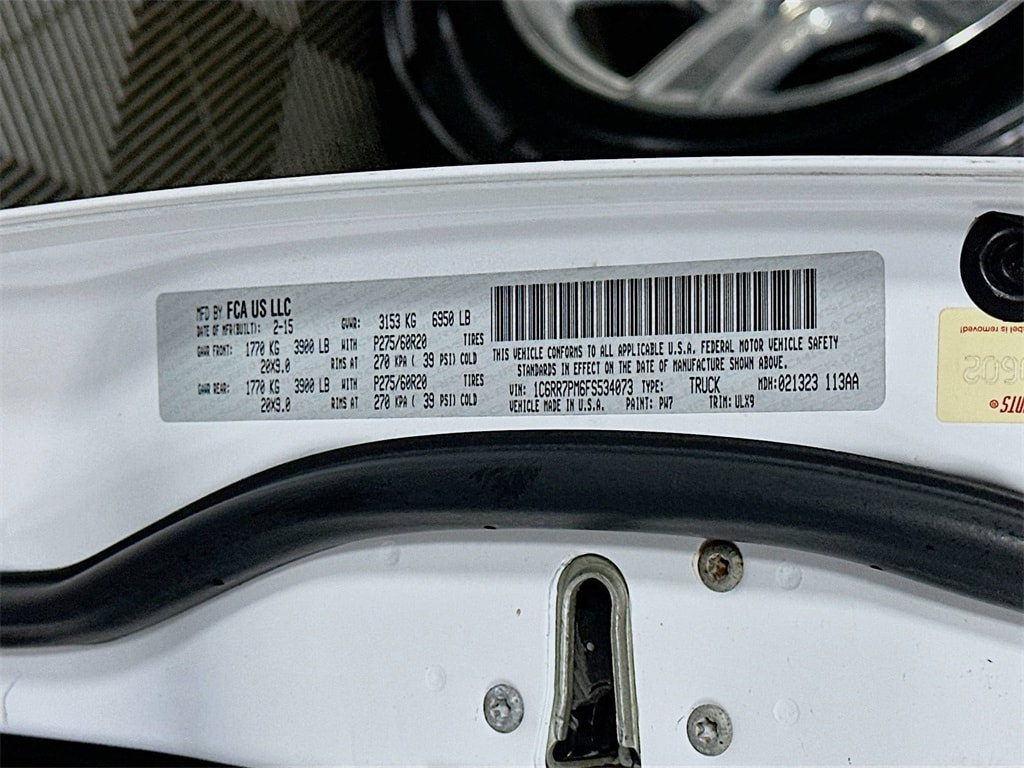 MFD BY FCA US LLC
DATE OF MFR(BUILT): 2-15 GVWR: 3153 KG 6950 LB
GAWR FRONT: 1770 KG 3900 LB WITH P275/60R20 TIRES
20X9.0 RIMS AT 270 KPA ( 39 PSI) COLD
GAWR REAR: 1770 KG 3900 LB WITH P275/60R20 TIRES
20X9.0 RIMS AT 270 KPA ( 39 PSI) COLD
THIS VEHICLE CONFORMS TO ALL APPLICABLE U.S.A. FEDERAL MOTOR VEHICLE SAFETY
STANDARDS IN EFFECT ON THE DATE OF MANUFACTURE SHOWN ABOVE.
VIN: 1C6RR7PM6FS534073 TYPE: TRUCK MDH:021323 113AA
VEHICLE MADE IN U.S.A. PAINT: PW7 TRIM: ULX9
is removed!